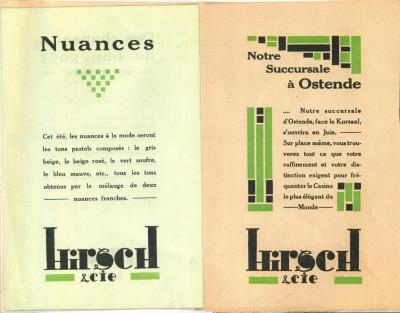 Nuances
Cet été, les nuances à la mode seront
les tons pastels composés : le gris
beige, le beige rosé, le vert soufre,
le bleu mauve, etc., tous les tons
obtenus par le mélange de deux
nuances franches.
hirsch
& cie
Notre
Succursale
à Ostende
.... Notre succursale
d'Ostende, face le Kursaal,
s'ouvrira en Juin.
Sur place même, vous trou-
verez tout ce que votre
raffinement et votre dis-
tinction exigent pour fré-
quenter le Casino
le plus élégant du
Monde
hirsch
& cie